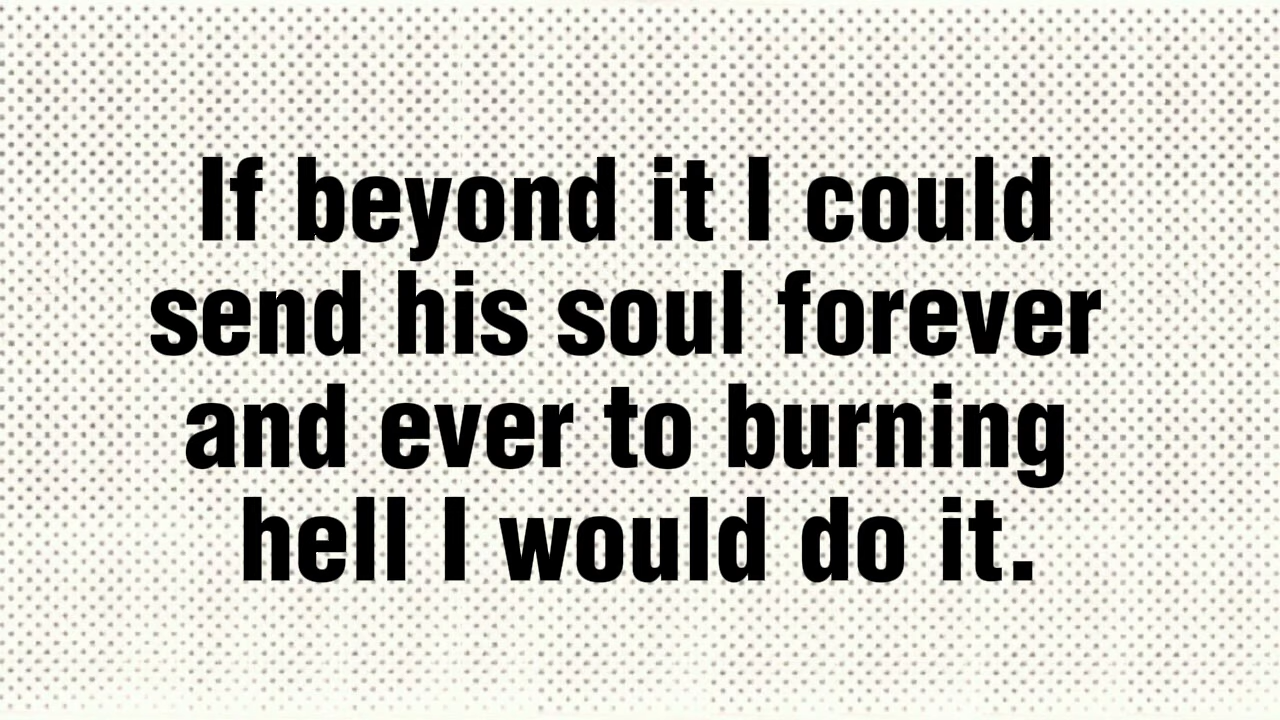 If beyond it I could
send his soul forever
and ever to burning
hell I would do it.